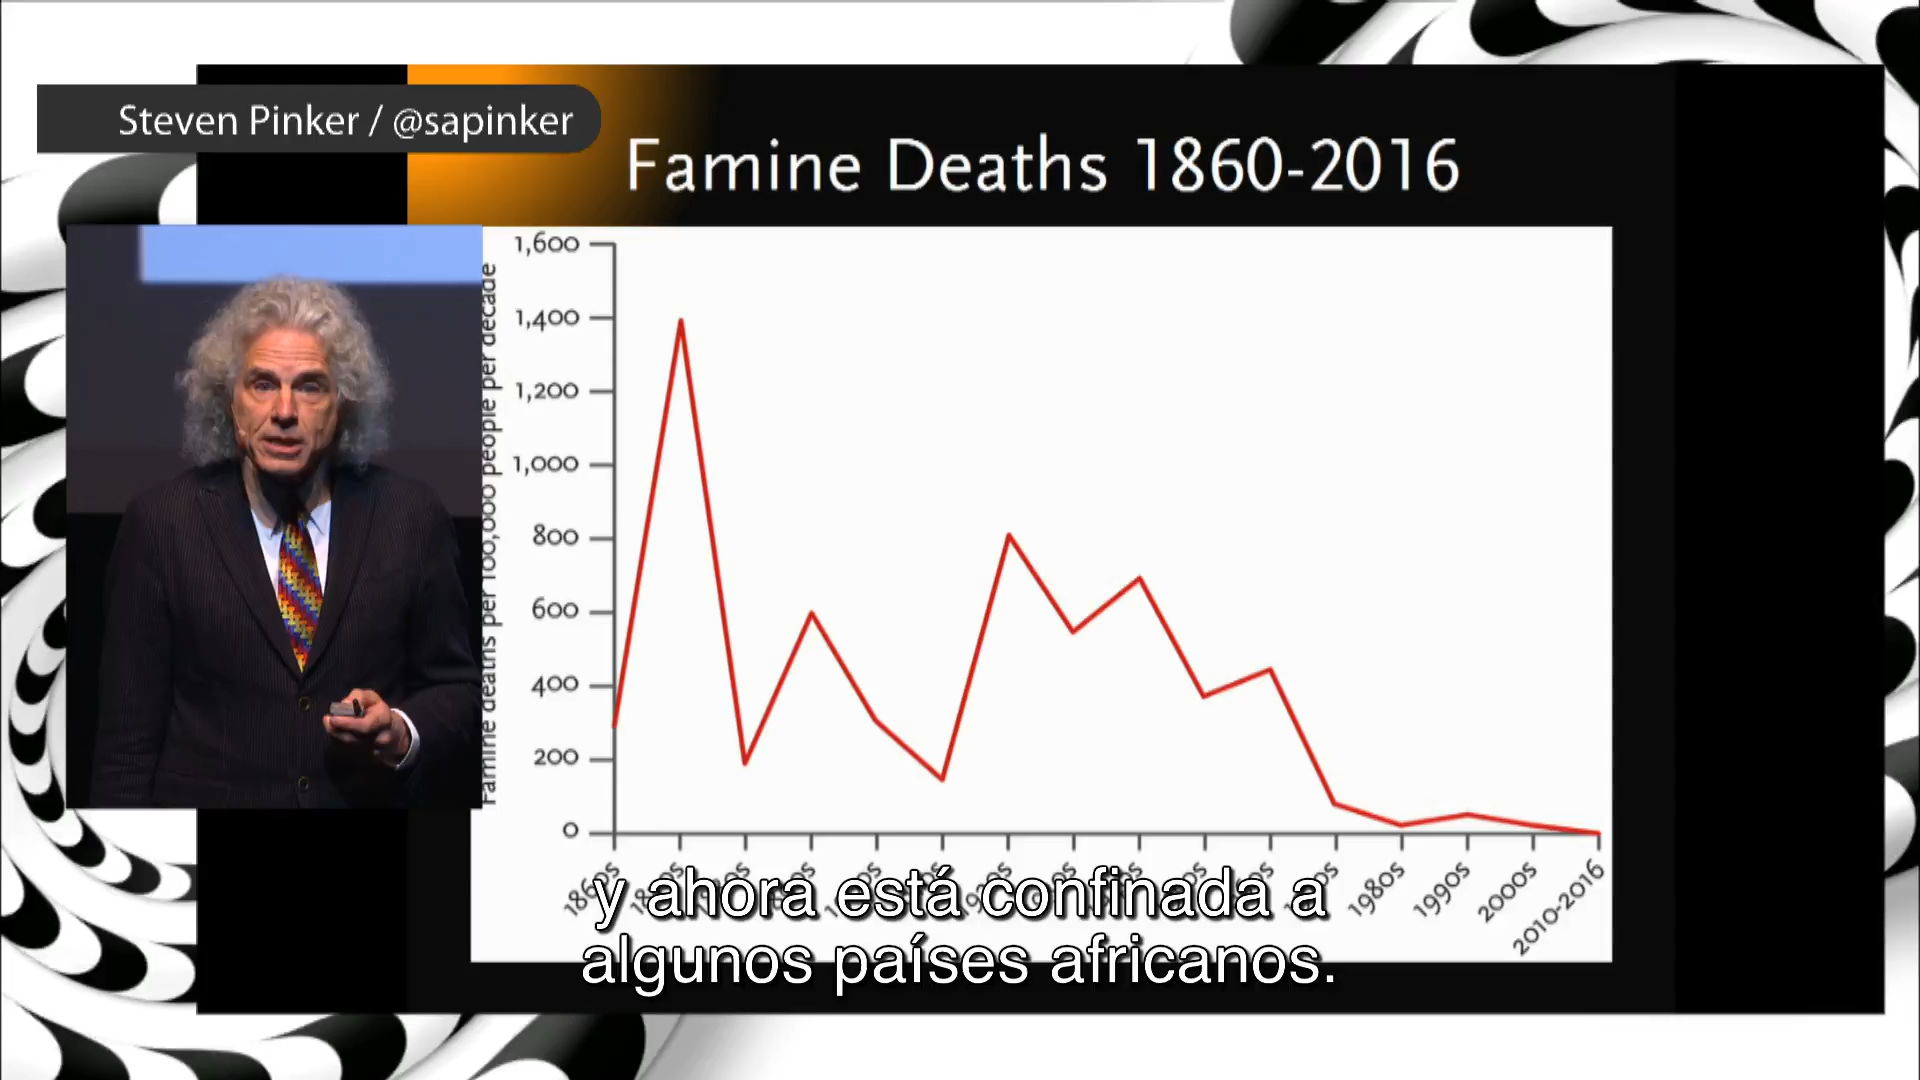 Steven Pinker / @sapinker
Famine Deaths 1860-2016
Famine deaths per 100,000 people per decade
1,600
1,400
1,200
1,000
800
600
400
200
0
1980s
1990s
2000s
2010-2016
y ahora está confinada a
algunos países africanos.